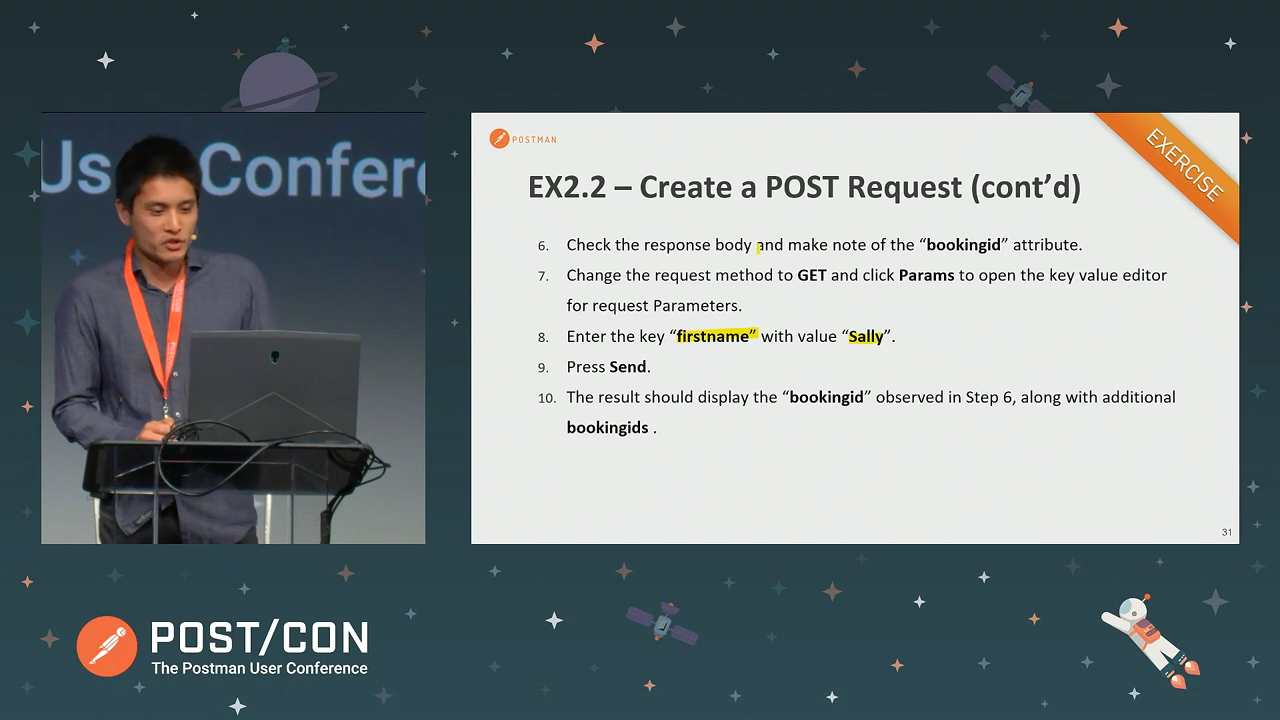 User Confere
POSTMAN
EXERCISE
EX2.2 – Create a POST Request (cont’d)
6. Check the response body and make note of the “bookingid” attribute.
7. Change the request method to GET and click Params to open the key value editor
for request Parameters.
8. Enter the key “firstname” with value “Sally”.
9. Press Send.
10. The result should display the “bookingid” observed in Step 6, along with additional
bookingids .
31
POST/CON
The Postman User Conference